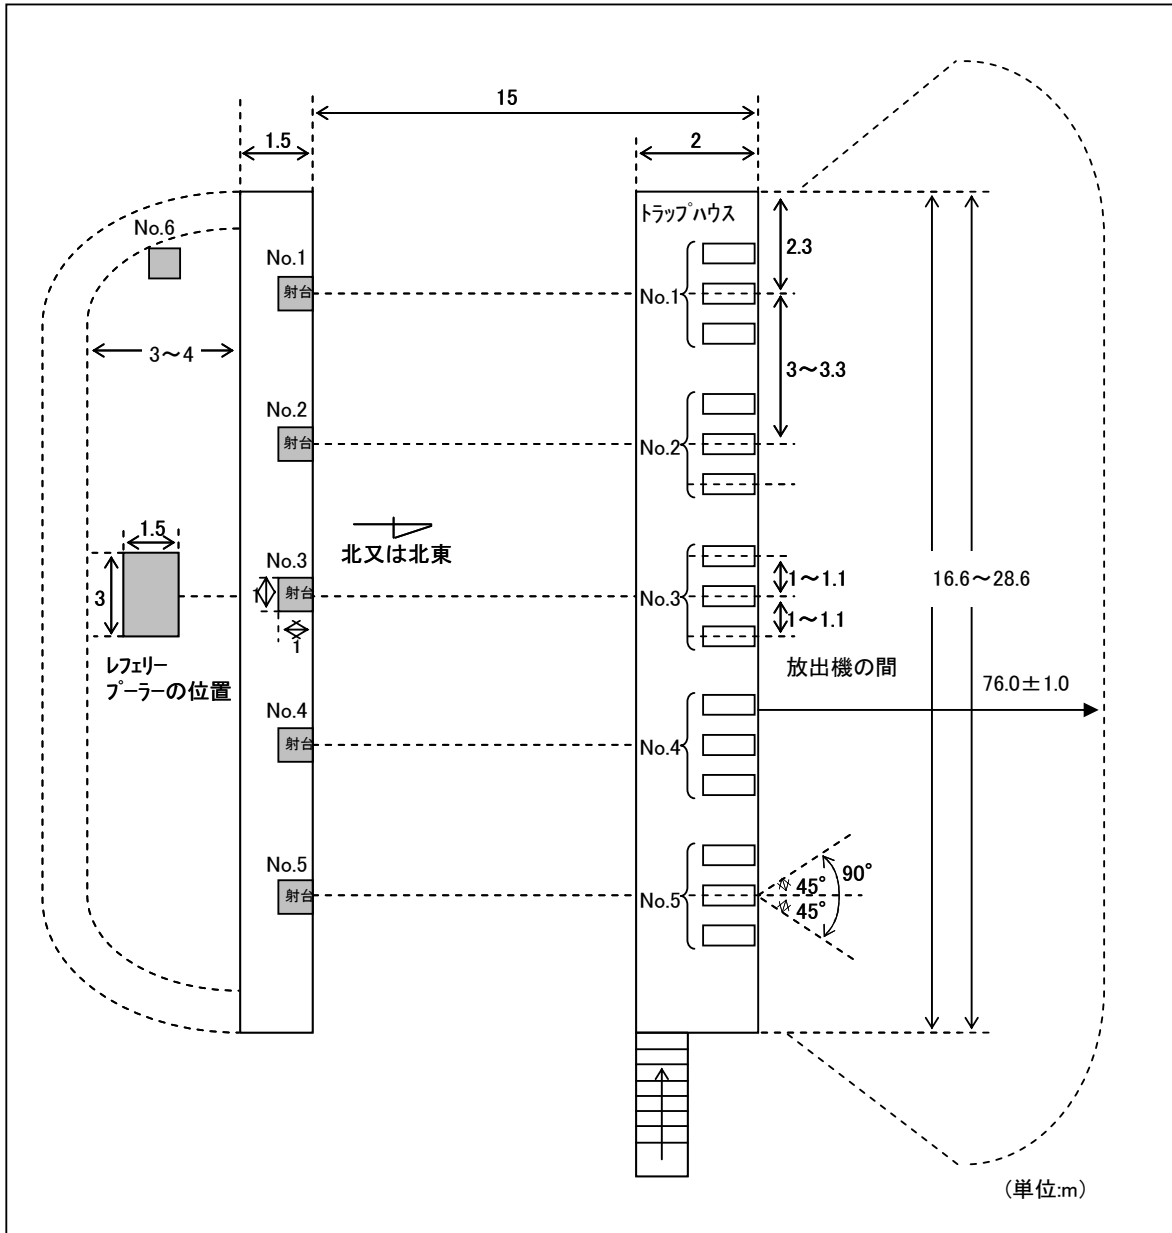 15
1.5
2
トラップハウス
No.6
No.1
射台
No.1
2.3
3～4
3～3.3
No.2
射台
No.2
1.5
3
北又は北東
No.3
射台
1
1
No.3
1～1.1
1～1.1
16.6～28.6
放出機の間
76.0±1.0
レフェリー
プーラーの位置
No.4
射台
No.4
No.5
射台
No.5
45°
45°
90°
(単位:m)